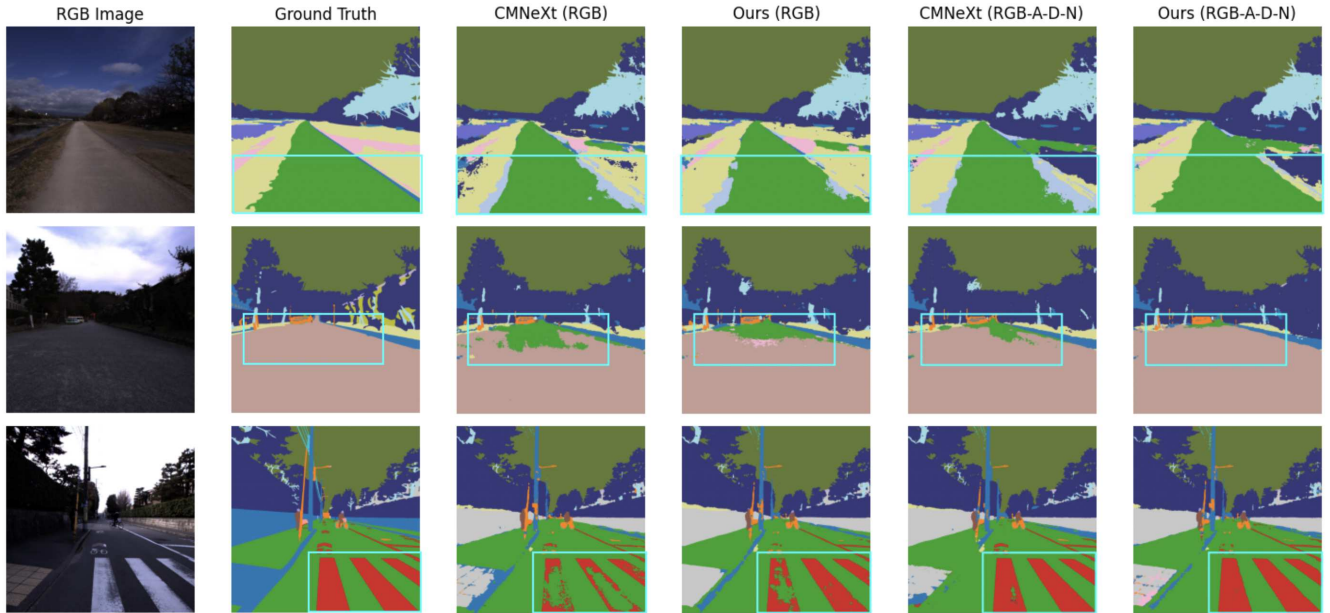 RGB Image
Ground Truth
CMNeXt (RGB)
Ours (RGB)
CMNeXt (RGB-A-D-N)
Ours (RGB-A-D-N)